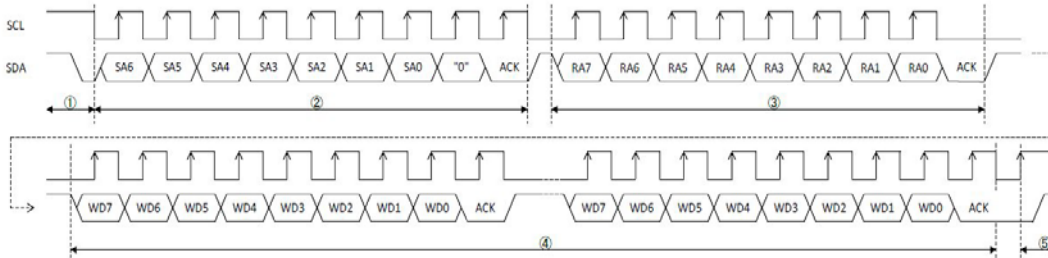 SCL
SDA SA6 SA5 SA4 SA3 SA2 SA1 SA0 "0" ACK RA7 RA6 RA5 RA4 RA3 RA2 RA1 RA0 ACK
① ② ③
WD7 WD6 WD5 WD4 WD3 WD2 WD1 WD0 ACK WD7 WD6 WD5 WD4 WD3 WD2 WD1 WD0 ACK
④ ⑤